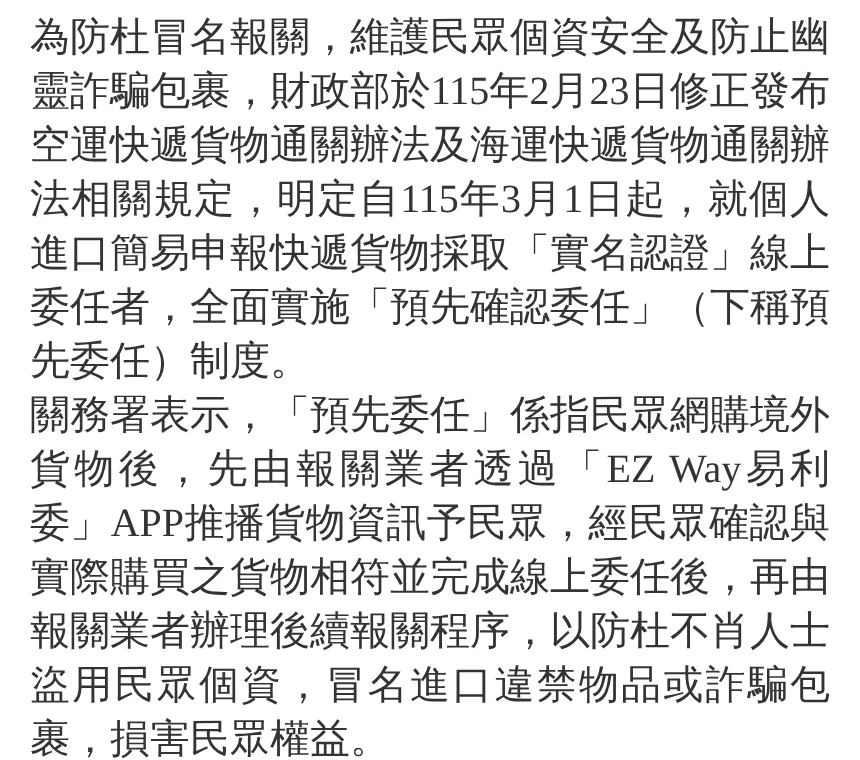 為防杜冒名報關，維護民眾個資安全及防止幽
靈詐騙包裹，財政部於115年2月23日修正發布
空運快遞貨物通關辦法及海運快遞貨物通關辦
法相關規定，明定自115年3月1日起，就個人
進口簡易申報快遞貨物採取「實名認證」線上
委任者，全面實施「預先確認委任」（下稱預
先委任）制度。
關務署表示，「預先委任」係指民眾網購境外
貨物後，先由報關業者透過「EZ Way易利
委」APP推播貨物資訊予民眾，經民眾確認與
實際購買之貨物相符並完成線上委任後，再由
報關業者辦理後續報關程序，以防杜不肖人士
盜用民眾個資，冒名進口違禁物品或詐騙包
裹，損害民眾權益。